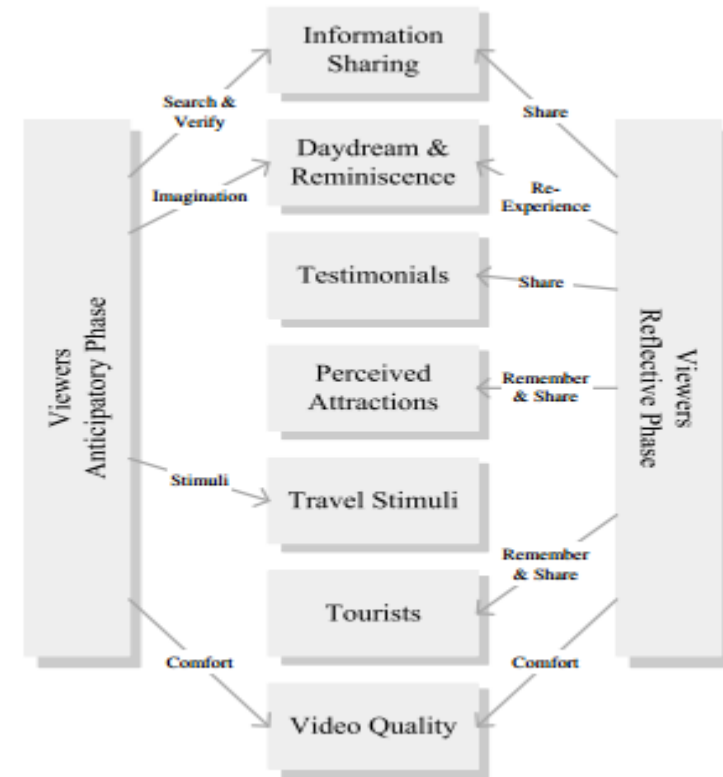 Information
Sharing
Search &
Verify
Share
Daydream &
Reminiscence
Imagination
Re-
Experience
Testimonials
Share
Viewers
Anticipatory Phase
Viewers
Reflective Phase
Perceived
Attractions
Remember
& Share
Stimuli
Travel Stimuli
Remember
& Share
Tourists
Comfort
Comfort
Video Quality